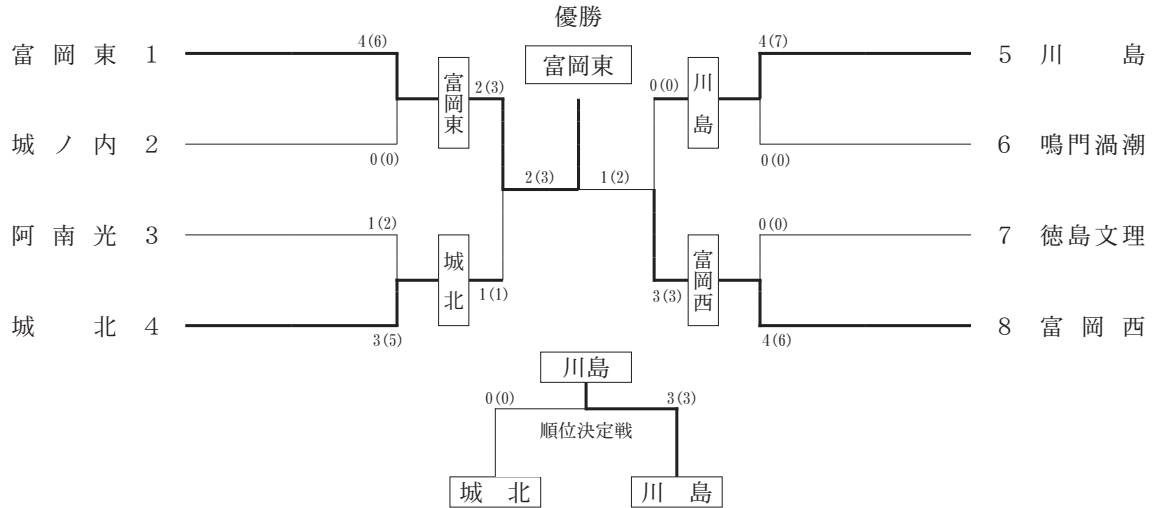 優勝
富岡東
富岡東 1
4(6)
富岡東
2(3)
城ノ内 2
0(0)
2(3)
阿南光 3
1(2)
城北
1(1)
城北 4
3(5)
4(7)
5 川島
0(0)
川島
6 鳴門渦潮
0(0)
1(2)
0(0)
7 徳島文理
富岡西
3(3)
8 富岡西
4(6)
川島
0(0)
3(3)
順位決定戦
城北
川島